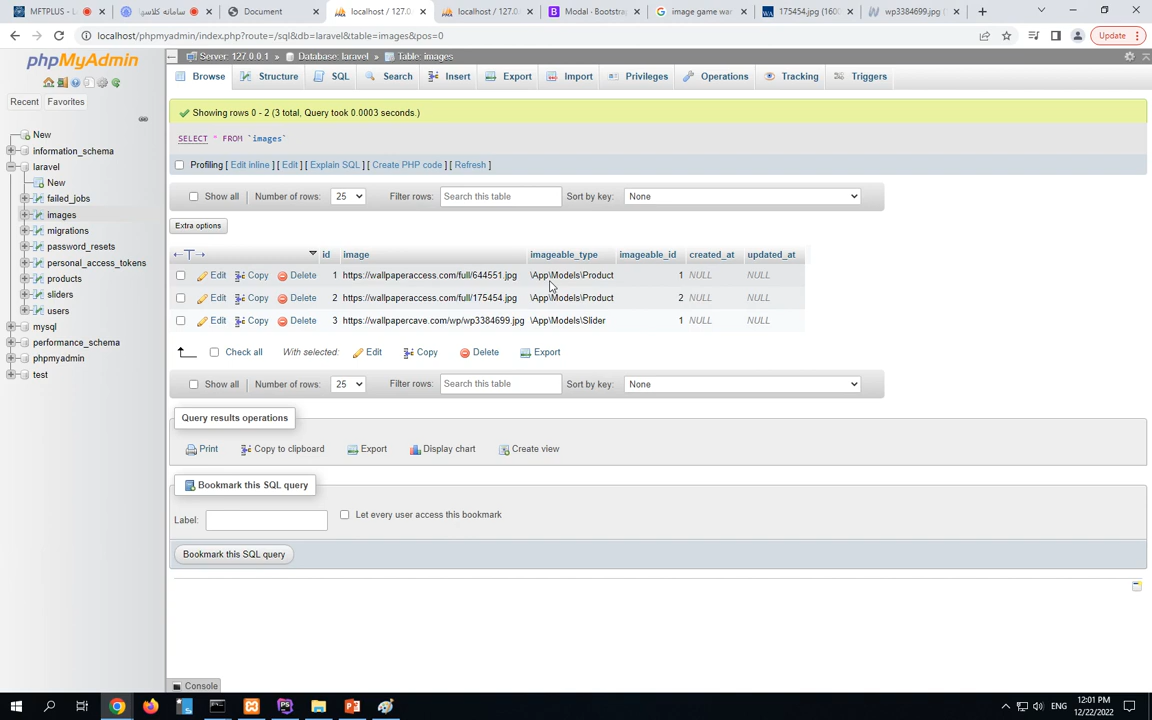 MFTPLUS - L
سامانه کلاسها
Document
localhost / 127.0
localhost / 127.0
Modal - Bootstra
image game war
175454.jpg (160
wp3384699.jpg (
localhost/phpmyadmin/index.php?route=/sql&db=laravel&table=images&pos=0
Update
phpMyAdmin
Recent
Favorites
New
information_schema
laravel
New
failed_jobs
images
migrations
password_resets
personal_access_tokens
products
sliders
users
mysql
performance_schema
phpmyadmin
test
Server: 127.0.0.1 » Database: laravel » Table: images
Browse Structure SQL Search Insert Export Import Privileges Operations Tracking Triggers
Showing rows 0 - 2 (3 total, Query took 0.0003 seconds.)
SELECT * FROM `images`
Profiling [ Edit inline ] [ Edit ] [ Explain SQL ] [ Create PHP code ] [ Refresh ]
Show all Number of rows: 25 Filter rows: Search this table Sort by key: None
Extra options
id image imageable_type imageable_id created_at updated_at
Edit Copy Delete 1 https://wallpaperaccess.com/full/644551.jpg \App\Models\Product 1 NULL NULL
Edit Copy Delete 2 https://wallpaperaccess.com/full/175454.jpg \App\Models\Product 2 NULL NULL
Edit Copy Delete 3 https://wallpapercave.com/wp/wp3384699.jpg \App\Models\Slider 1 NULL NULL
Check all With selected: Edit Copy Delete Export
Show all Number of rows: 25 Filter rows: Search this table Sort by key: None
Query results operations
Print Copy to clipboard Export Display chart Create view
Bookmark this SQL query
Label: Let every user access this bookmark
Bookmark this SQL query
Console
ENG
12:01 PM
12/22/2022